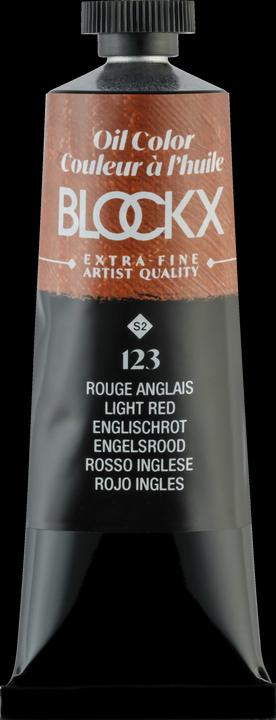 Oil Color
Couleur à l'huile
BLOCKX
EXTRA-FINE
ARTIST QUALITY
S2
123
ROUGE ANGLAIS
LIGHT RED
ENGLISCHROT
ENGELSROOD
ROSSO INGLESE
ROJO INGLES